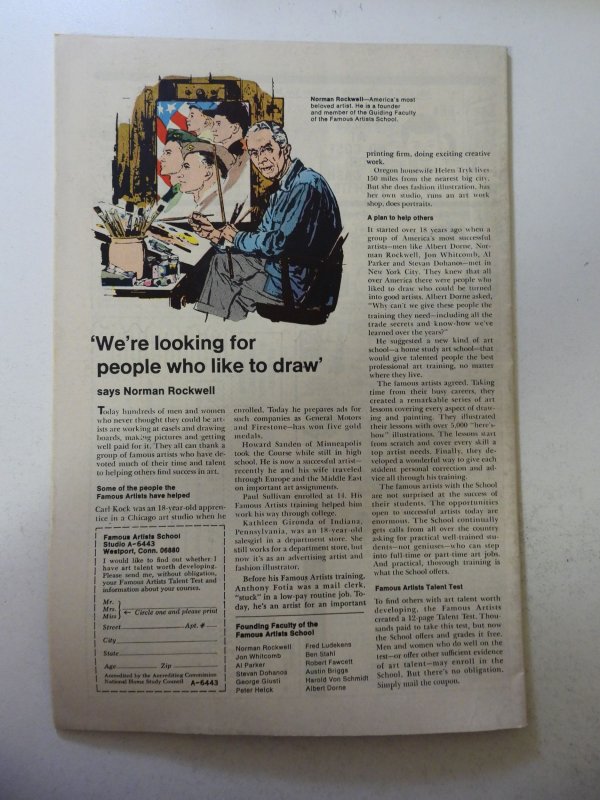 Norman Rockwell—America's most
beloved artist. He is a founder
and member of the Guiding Faculty
of the Famous Artists School.
'We're looking for
people who like to draw'
says Norman Rockwell
Today hundreds of men and women
who never thought they could be art-
ists are working at easels and drawing
boards, making pictures and getting
well paid for it. They all can thank a
group of famous artists who have de-
voted much of their time and talent
to helping others find success in art.
Some of the people the
Famous Artists have helped
Carl Kock was an 18-year-old appren-
tice in a Chicago art studio when he
Famous Artists School
Studio A-6443
Westport, Conn. 06880
I would like to find out whether I
have art talent worth developing.
Please send me, without obligation,
your Famous Artists Talent Test and
information about your courses.
Mr.
Mrs. ← Circle one and please print
Miss
Street Apt. #
City
State
Age Zip
Accredited by the Accrediting Commission
National Home Study Council A-6443
enrolled. Today he prepares ads for
such companies as General Motors
and Firestone—has won five gold
medals.
Howard Sanden of Minneapolis
took the Course while still in high
school. He is now a successful artist—
recently he and his wife traveled
through Europe and the Middle East
on important art assignments.
Paul Sullivan enrolled at 14. His
Famous Artists training helped him
work his way through college.
Kathleen Gironda of Indiana,
Pennsylvania, was an 18-year-old
salesgirl in a department store. She
still works for a department store, but
now it's as an advertising artist and
fashion illustrator.
Before his Famous Artists training,
Anthony Fotia was a mail clerk,
"stuck" in a low-pay routine job. To-
day, he's an artist for an important
Founding Faculty of the
Famous Artists School
Norman Rockwell
Jon Whitcomb
Al Parker
Stevan Dohanos
George Giusti
Peter Helck
Fred Ludekens
Ben Stahl
Robert Fawcett
Austin Briggs
Harold Von Schmidt
Albert Dorne
printing firm, doing exciting creative
work.
Oregon housewife Helen Tryk lives
150 miles from the nearest big city.
But she does fashion illustration, has
her own studio, runs an art work
shop, does portraits.
A plan to help others
It started over 18 years ago when a
group of America's most successful
artists—men like Albert Dorne, Nor-
man Rockwell, Jon Whitcomb, Al
Parker and Stevan Dohanos—met in
New York City. They knew that all
over America there were people who
liked to draw who could be turned
into good artists. Albert Dorne asked,
"Why can't we give these people the
training they need—including all the
trade secrets and know-how we've
learned over the years?"
He suggested a new kind of art
school—a home study art school—that
would give talented people the best
professional art training, no matter
where they live.
The famous artists agreed. Taking
time from their busy careers, they
created a remarkable series of art
lessons covering every aspect of draw-
ing and painting. They illustrated
their lessons with over 5,000 "here's-
how" illustrations. The lessons start
from scratch and cover every skill a
top artist needs. Finally, they de-
veloped a wonderful way to give each
student personal correction and ad-
vice all through his training.
The famous artists with the School
are not surprised at the success of
their students. The opportunities
open to successful artists today are
enormous. The School continually
gets calls from all over the country
asking for practical well-trained stu-
dents—not geniuses—who can step
into full-time or part-time art jobs.
And practical, thorough training is
what the School offers.
Famous Artists Talent Test
To find others with art talent worth
developing, the Famous Artists
created a 12-page Talent Test. Thou-
sands paid to take this test, but now
the School offers and grades it free.
Men and women who do well on the
test—or offer other sufficient evidence
of art talent—may enroll in the
School. But there's no obligation.
Simply mail the coupon.